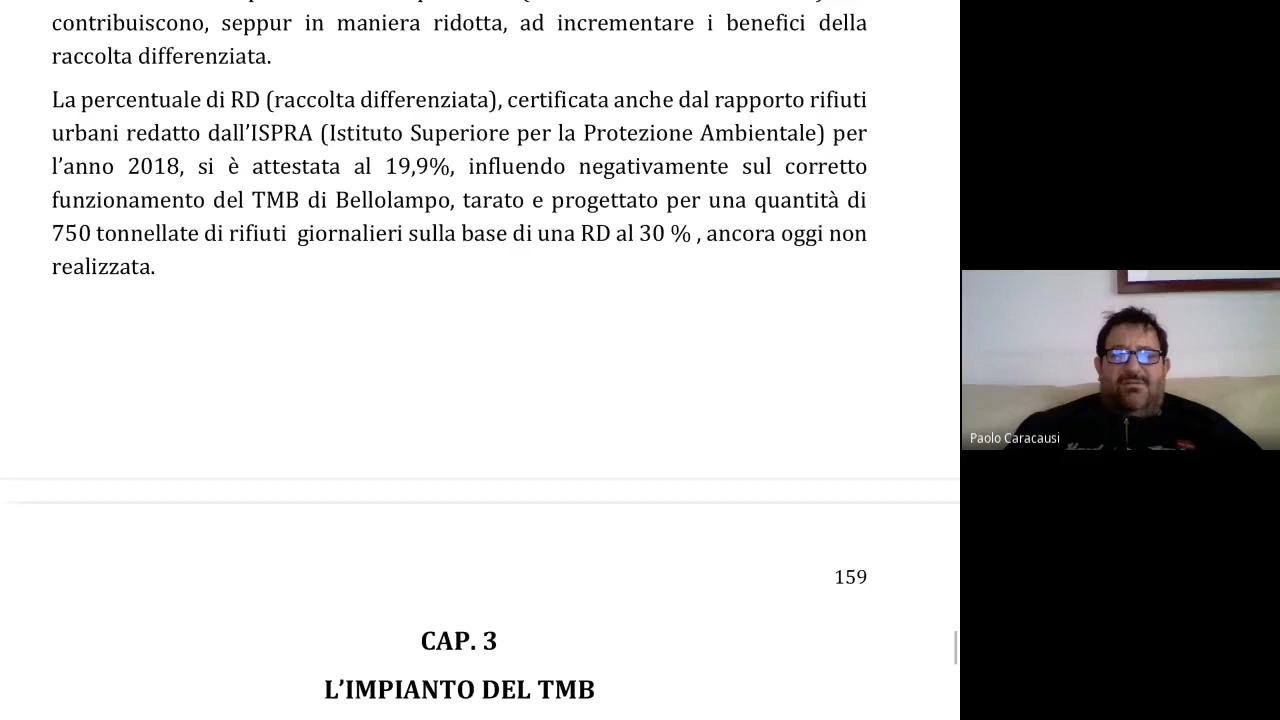 contribuiscono, seppur in maniera ridotta, ad incrementare i benefici della
raccolta differenziata.
La percentuale di RD (raccolta differenziata), certificata anche dal rapporto rifiuti
urbani redatto dall’ISPRA (Istituto Superiore per la Protezione Ambientale) per
l’anno 2018, si è attestata al 19,9%, influendo negativamente sul corretto
funzionamento del TMB di Bellolampo, tarato e progettato per una quantità di
750 tonnellate di rifiuti giornalieri sulla base di una RD al 30 % , ancora oggi non
realizzata.
159
CAP. 3
L’IMPIANTO DEL TMB
Paolo Caracausi